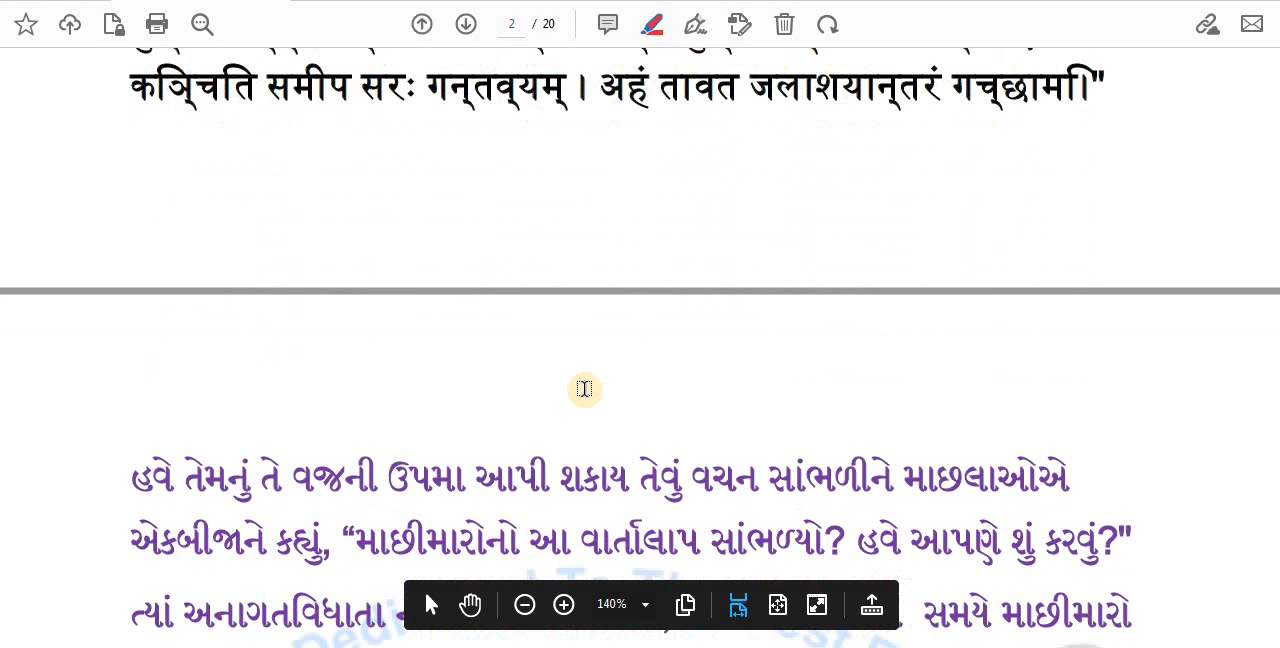 2 / 20
कञ्चिति समीप सरः गन्तव्यम् । अहं तावत जलाशयान्तरं गच्छामि।"
હવે તેમનું તે વજ્રની ઉપમા આપી શકાય તેવું વચન સાંભળીને માછલાઓએ
એકબીજાને કહ્યું, “માછીમારોનો આ વાર્તાલાપ સાંભળ્યો? હવે આપણે શું કરવું?"
ત્યાં અનાગતવિધાતા સમયે માછીમારો
140%